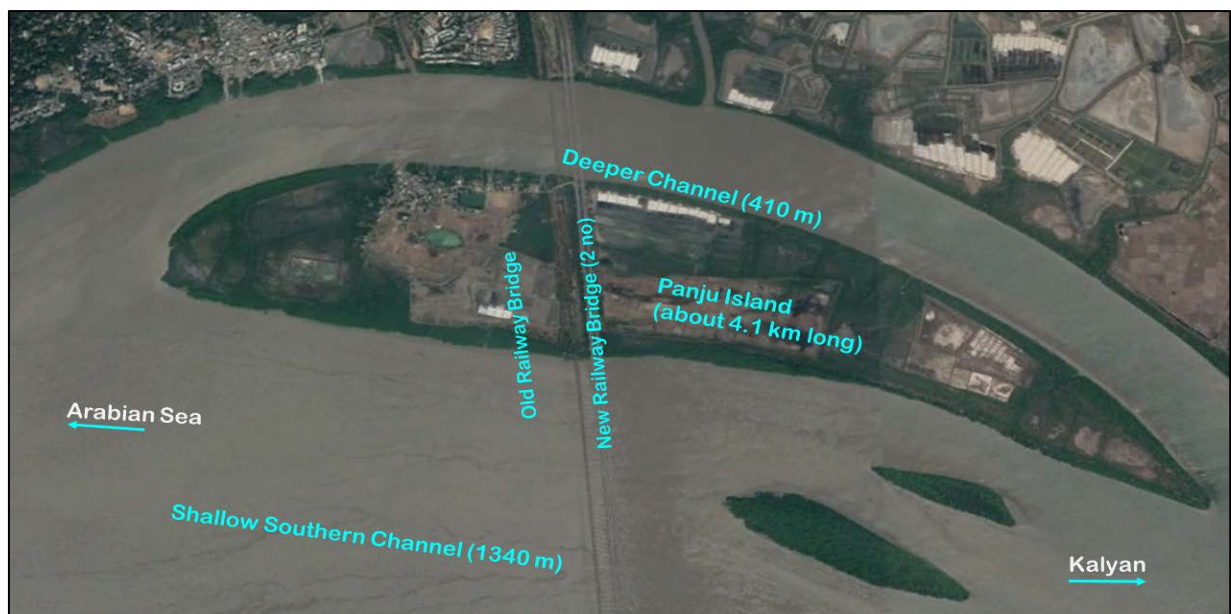 Deeper Channel (410 m)
Old Railway Bridge
New Railway Bridge (2 no)
Panju Island
(about 4.1 km long)
Arabian Sea
Shallow Southern Channel (1340 m)
Kalyan